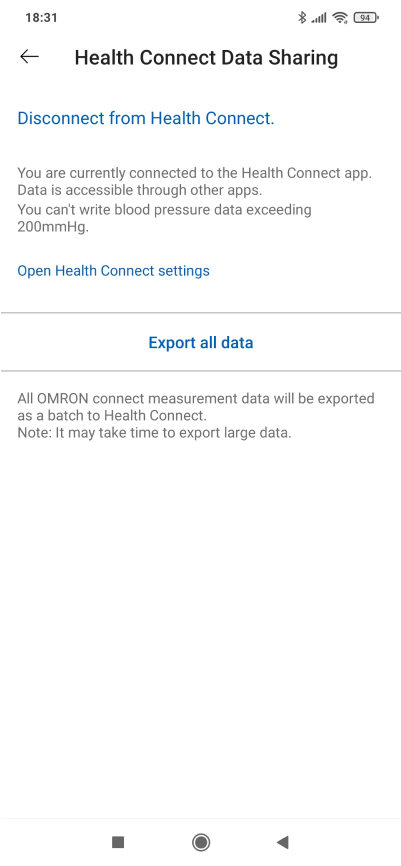 18:31
94
Health Connect Data Sharing
Disconnect from Health Connect.
You are currently connected to the Health Connect app.
Data is accessible through other apps.
You can't write blood pressure data exceeding
200mmHg.
Open Health Connect settings
Export all data
All OMRON connect measurement data will be exported
as a batch to Health Connect.
Note: It may take time to export large data.